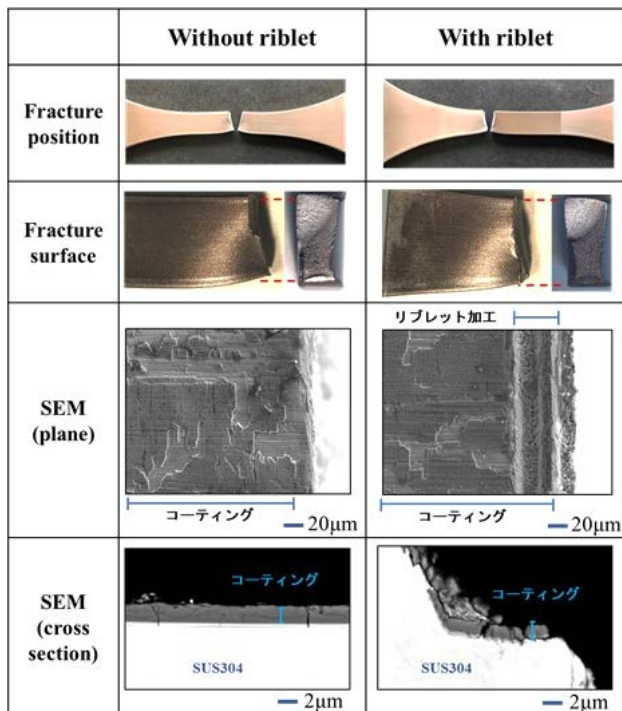 Without riblet
With riblet
Fracture
position
Fracture
surface
リブレット加工
SEM
(plane)
コーティング
20μm
コーティング
20μm
SEM
(cross
section)
コーティング
SUS304
2μm
コーティング
SUS304
2μm